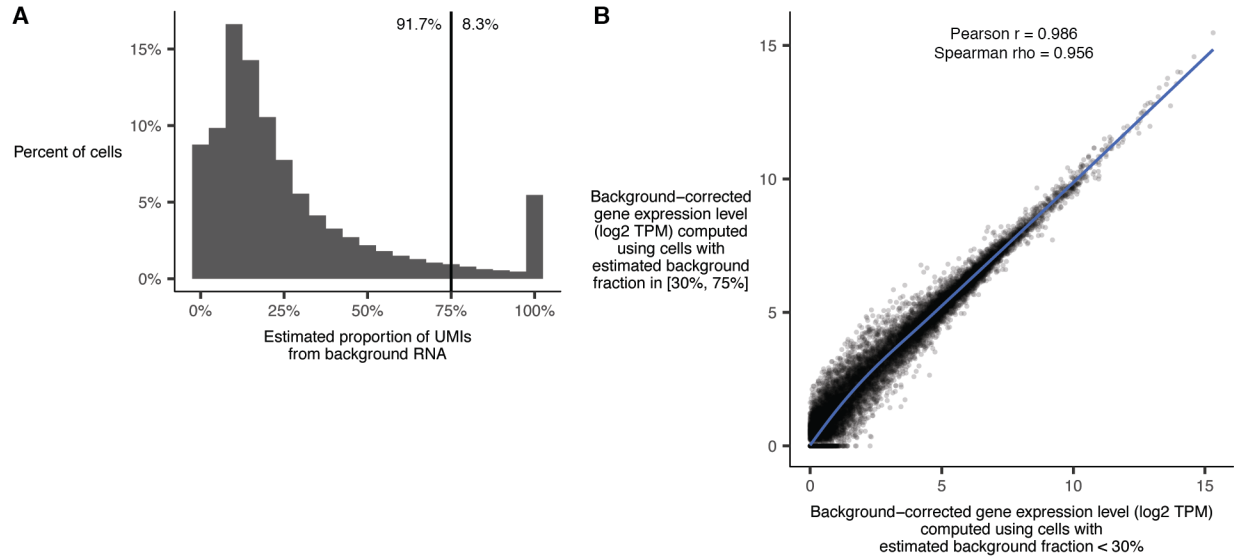 A
91.7%
8.3%
15%
10%
5%
0%
Percent of cells
0%
25%
50%
75%
100%
Estimated proportion of UMIs
from background RNA
B
Pearson r = 0.986
Spearman rho = 0.956
15
10
5
0
Background−corrected
gene expression level
(log2 TPM) computed
using cells with
estimated background
fraction in [30%, 75%]
0
5
10
15
Background−corrected gene expression level (log2 TPM)
computed using cells with
estimated background fraction < 30%